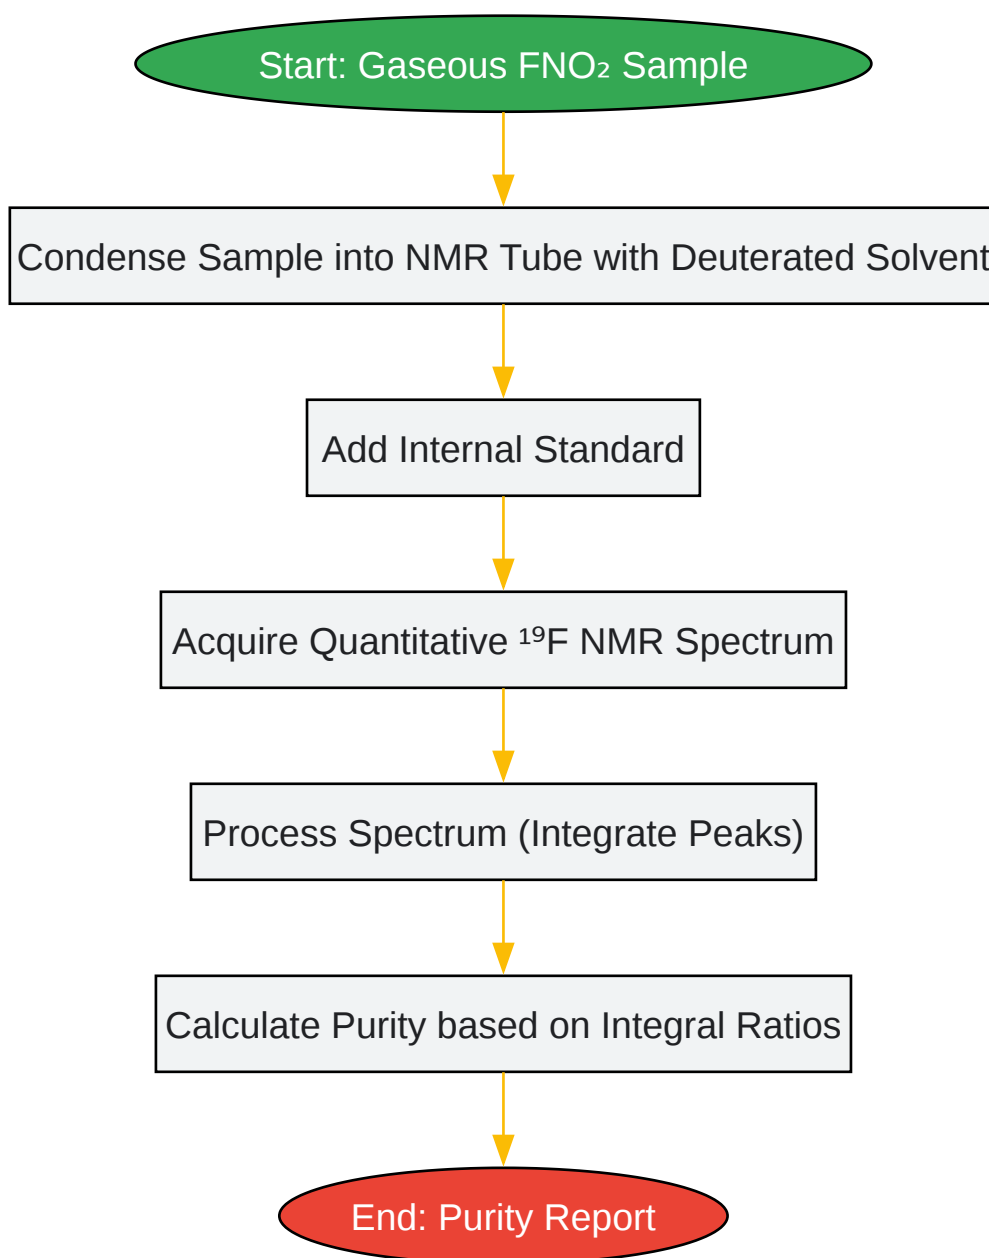 Start: Gaseous FNO₂ Sample
Condense Sample into NMR Tube with Deuterated Solvent
Add Internal Standard
Acquire Quantitative ¹⁹F NMR Spectrum
Process Spectrum (Integrate Peaks)
Calculate Purity based on Integral Ratios
End: Purity Report